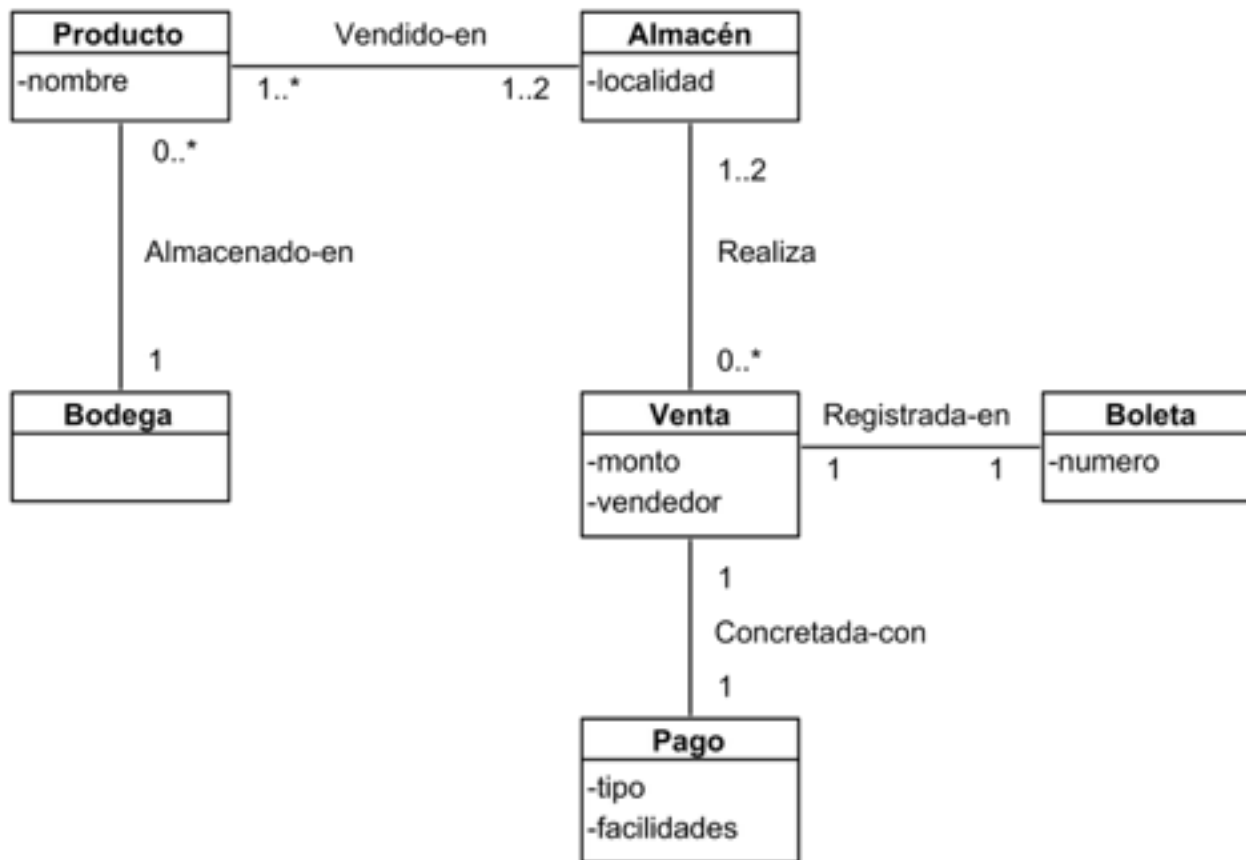 Producto
-nombre
Vendido-en
1..*
1..2
Almacén
-localidad
0..*
Almacenado-en
1
1..2
Realiza
0..*
Bodega
Venta
-monto
-vendedor
Registrada-en
1
1
Boleta
-numero
1
Concretada-con
1
Pago
-tipo
-facilidades